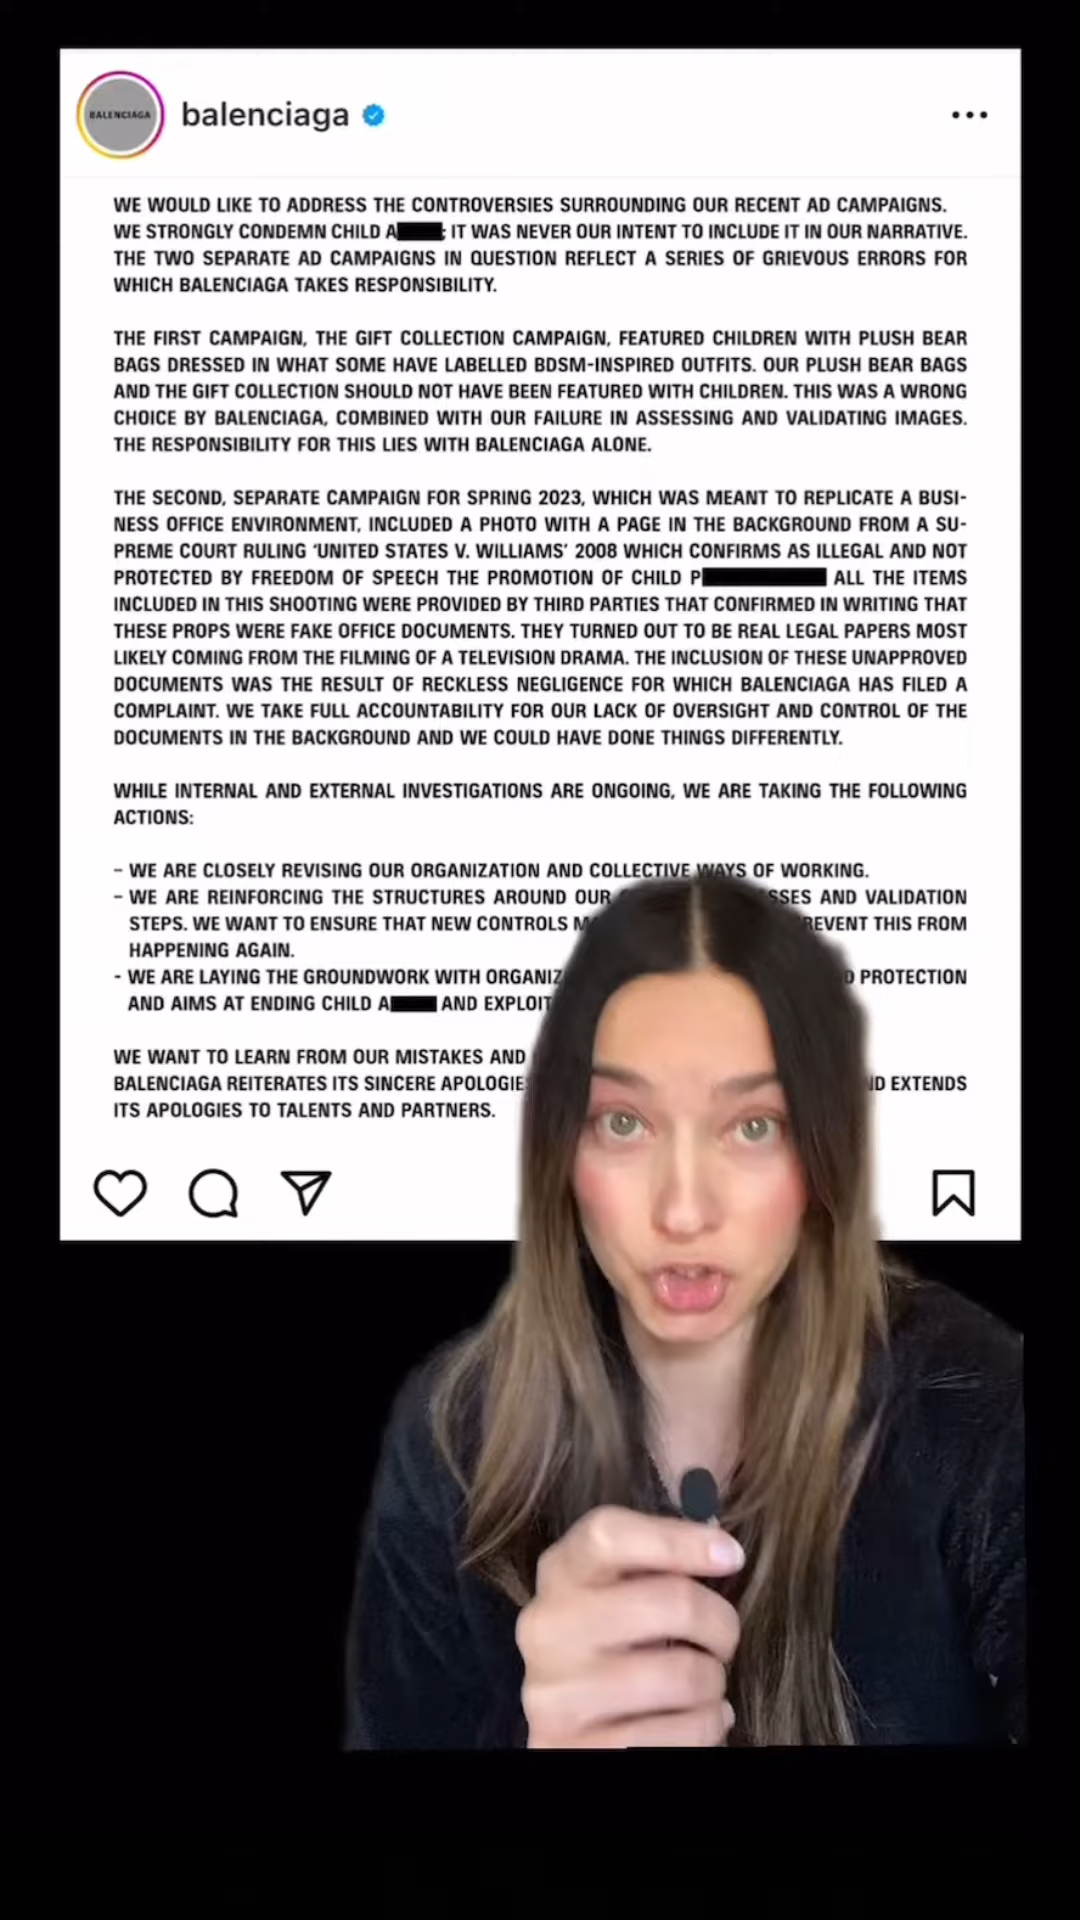 BALENCIAGA
balenciaga
WE WOULD LIKE TO ADDRESS THE CONTROVERSIES SURROUNDING OUR RECENT AD CAMPAIGNS.
WE STRONGLY CONDEMN CHILD A ; IT WAS NEVER OUR INTENT TO INCLUDE IT IN OUR NARRATIVE.
THE TWO SEPARATE AD CAMPAIGNS IN QUESTION REFLECT A SERIES OF GRIEVOUS ERRORS FOR
WHICH BALENCIAGA TAKES RESPONSIBILITY.
THE FIRST CAMPAIGN, THE GIFT COLLECTION CAMPAIGN, FEATURED CHILDREN WITH PLUSH BEAR
BAGS DRESSED IN WHAT SOME HAVE LABELLED BDSM-INSPIRED OUTFITS. OUR PLUSH BEAR BAGS
AND THE GIFT COLLECTION SHOULD NOT HAVE BEEN FEATURED WITH CHILDREN. THIS WAS A WRONG
CHOICE BY BALENCIAGA, COMBINED WITH OUR FAILURE IN ASSESSING AND VALIDATING IMAGES.
THE RESPONSIBILITY FOR THIS LIES WITH BALENCIAGA ALONE.
THE SECOND, SEPARATE CAMPAIGN FOR SPRING 2023, WHICH WAS MEANT TO REPLICATE A BUSI-
NESS OFFICE ENVIRONMENT, INCLUDED A PHOTO WITH A PAGE IN THE BACKGROUND FROM A SU-
PREME COURT RULING ‘UNITED STATES V. WILLIAMS’ 2008 WHICH CONFIRMS AS ILLEGAL AND NOT
PROTECTED BY FREEDOM OF SPEECH THE PROMOTION OF CHILD P ALL THE ITEMS
INCLUDED IN THIS SHOOTING WERE PROVIDED BY THIRD PARTIES THAT CONFIRMED IN WRITING THAT
THESE PROPS WERE FAKE OFFICE DOCUMENTS. THEY TURNED OUT TO BE REAL LEGAL PAPERS MOST
LIKELY COMING FROM THE FILMING OF A TELEVISION DRAMA. THE INCLUSION OF THESE UNAPPROVED
DOCUMENTS WAS THE RESULT OF RECKLESS NEGLIGENCE FOR WHICH BALENCIAGA HAS FILED A
COMPLAINT. WE TAKE FULL ACCOUNTABILITY FOR OUR LACK OF OVERSIGHT AND CONTROL OF THE
DOCUMENTS IN THE BACKGROUND AND WE COULD HAVE DONE THINGS DIFFERENTLY.
WHILE INTERNAL AND EXTERNAL INVESTIGATIONS ARE ONGOING, WE ARE TAKING THE FOLLOWING
ACTIONS:
– WE ARE CLOSELY REVISING OUR ORGANIZATION AND COLLECTIVE WAYS OF WORKING.
– WE ARE REINFORCING THE STRUCTURES AROUND OUR AND VALIDATION
STEPS. WE WANT TO ENSURE THAT NEW CONTROLS THIS FROM
HAPPENING AGAIN.
- WE ARE LAYING THE GROUNDWORK WITH PROTECTION
AND AIMS AT ENDING CHILD A AND
WE WANT TO LEARN FROM OUR MISTAKES AND
BALENCIAGA REITERATES ITS SINCERE EXTENDS
ITS APOLOGIES TO TALENTS AND PARTNERS.